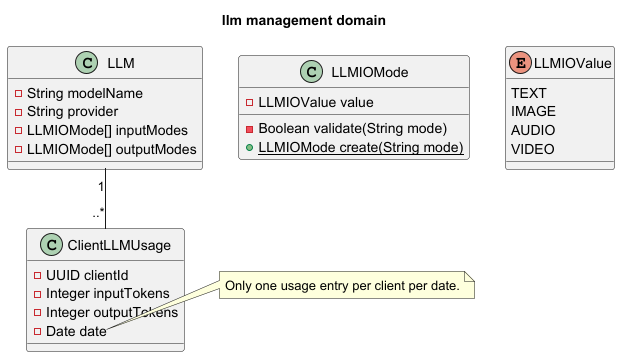 llm management domain
C LLM
String modelName
String provider
LLMIOMode[] inputModes
LLMIOMode[] outputModes
C LLMIOMode
LLMIOValue value
Boolean validate(String mode)
LLMIOMode create(String mode)
E LLMIOValue
TEXT
IMAGE
AUDIO
VIDEO
1
..*
C ClientLLMUsage
UUID clientId
Integer inputTokens
Integer outputTokens
Date date
Only one usage entry per client per date.